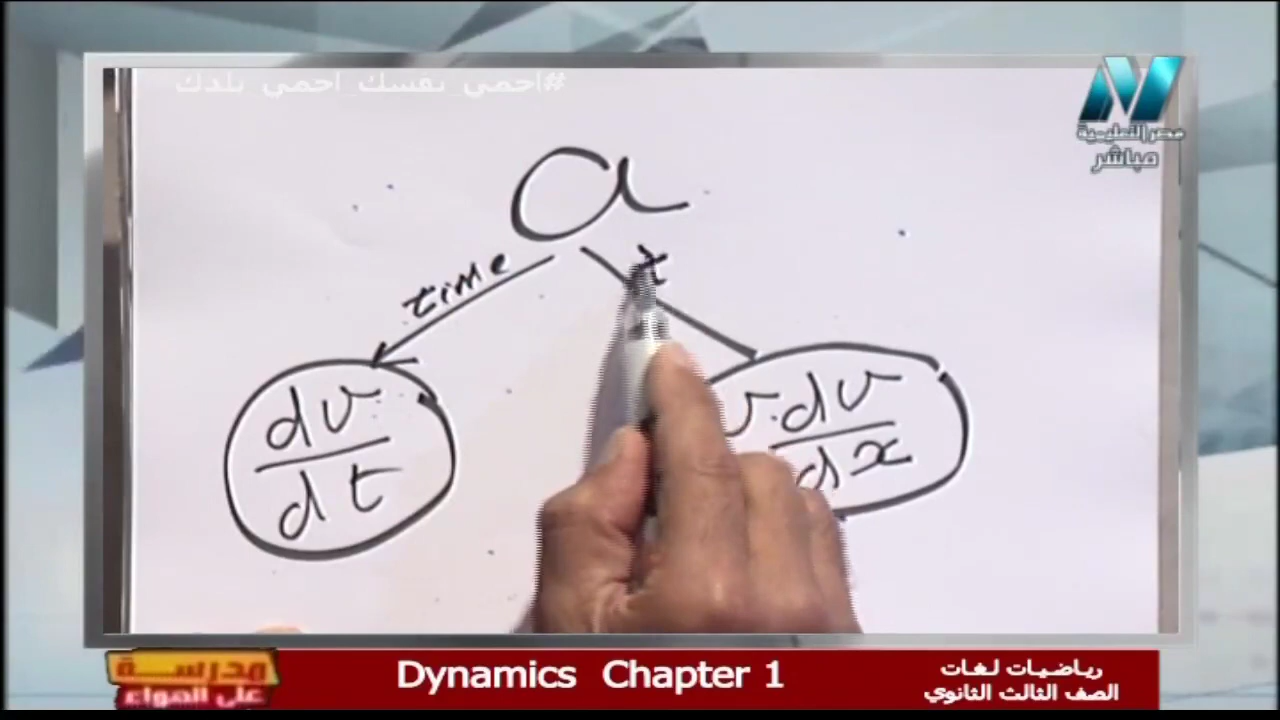 #احمي_نفسك_احمي_بلدك
مصر التعليمية
مباشر
a
time
t
dv
dt
v. dv
dx
مدرسة
على الهواء
Dynamics Chapter 1
رياضيات لغات
الصف الثالث الثانوي